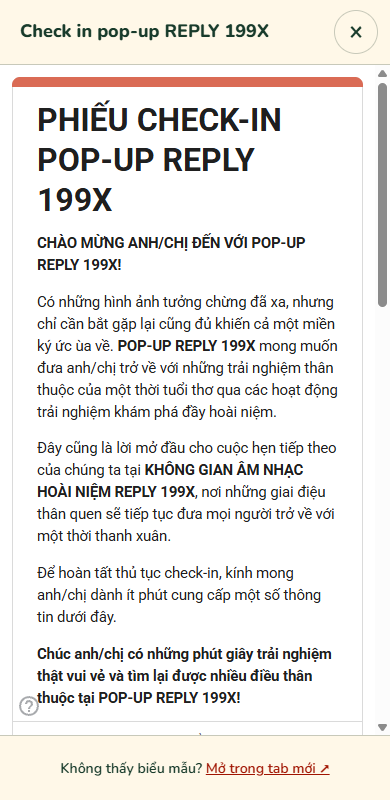 Check in pop-up REPLY 199X
PHIẾU CHECK-IN
POP-UP REPLY
199X
CHÀO MỪNG ANH/CHỊ ĐẾN VỚI POP-UP
REPLY 199X!
Có những hình ảnh tưởng chừng đã xa, nhưng
chỉ cần bắt gặp lại cũng đủ khiến cả một miền
ký ức ùa về. POP-UP REPLY 199X mong muốn
đưa anh/chị trở về với những trải nghiệm thân
thuộc của một thời tuổi thơ qua các hoạt động
trải nghiệm khám phá đầy hoài niệm.
Đây cũng là lời mở đầu cho cuộc hẹn tiếp theo
của chúng ta tại KHÔNG GIAN ÂM NHẠC
HOÀI NIỆM REPLY 199X, nơi những giai điệu
thân quen sẽ tiếp tục đưa mọi người trở về với
một thời thanh xuân.
Để hoàn tất thủ tục check-in, kính mong
anh/chị dành ít phút cung cấp một số thông
tin dưới đây.
Chúc anh/chị có những phút giây trải nghiệm
thật vui vẻ và tìm lại được nhiều điều thân
thuộc tại POP-UP REPLY 199X!
Không thấy biểu mẫu? Mở trong tab mới ↗